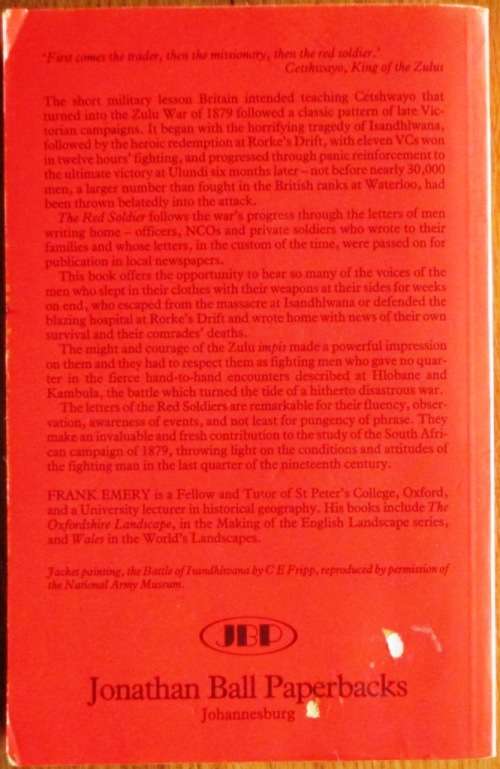 'First comes the trader, then the missionary, then the red soldier.'
Cetshwayo, King of the Zulus
The short military lesson Britain intended teaching Cetshwayo that
turned into the Zulu War of 1879 followed a classic pattern of late Vic-
torian campaigns. It began with the horrifying tragedy of Isandhlwana,
followed by the heroic redemption at Rorke's Drift, with eleven VCs won
in twelve hours' fighting, and progressed through panic reinforcement to
the ultimate victory at Ulundi six months later – not before nearly 30,000
men, a larger number than fought in the British ranks at Waterloo, had
been thrown belatedly into the attack.
The Red Soldier follows the war's progress through the letters of men
writing home – officers, NCOs and private soldiers who wrote to their
families and whose letters, in the custom of the time, were passed on for
publication in local newspapers.
This book offers the opportunity to hear so many of the voices of the
men who slept in their clothes with their weapons at their sides for weeks
on end, who escaped from the massacre at Isandhlwana or defended the
blazing hospital at Rorke's Drift and wrote home with news of their own
survival and their comrades' deaths.
The might and courage of the Zulu impis made a powerful impression
on them and they had to respect them as fighting men who gave no quar-
ter in the fierce hand-to-hand encounters described at Hlobane and
Kambula, the battle which turned the tide of a hitherto disastrous war.
The letters of the Red Soldiers are remarkable for their fluency, obser-
vation, awareness of events, and not least for pungency of phrase. They
make an invaluable and fresh contribution to the study of the South Afri-
can campaign of 1879, throwing light on the conditions and attitudes of
the fighting man in the last quarter of the nineteenth century.
FRANK EMERY is a Fellow and Tutor of St Peter's College, Oxford,
and a University lecturer in historical geography. His books include The
Oxfordshire Landscape, in the Making of the English Landscape series,
and Wales in the World's Landscapes.
Jacket painting, the Battle of Isandhlwana by C E Fripp, reproduced by permission of
the National Army Museum.
JBP
Jonathan Ball Paperbacks
Johannesburg